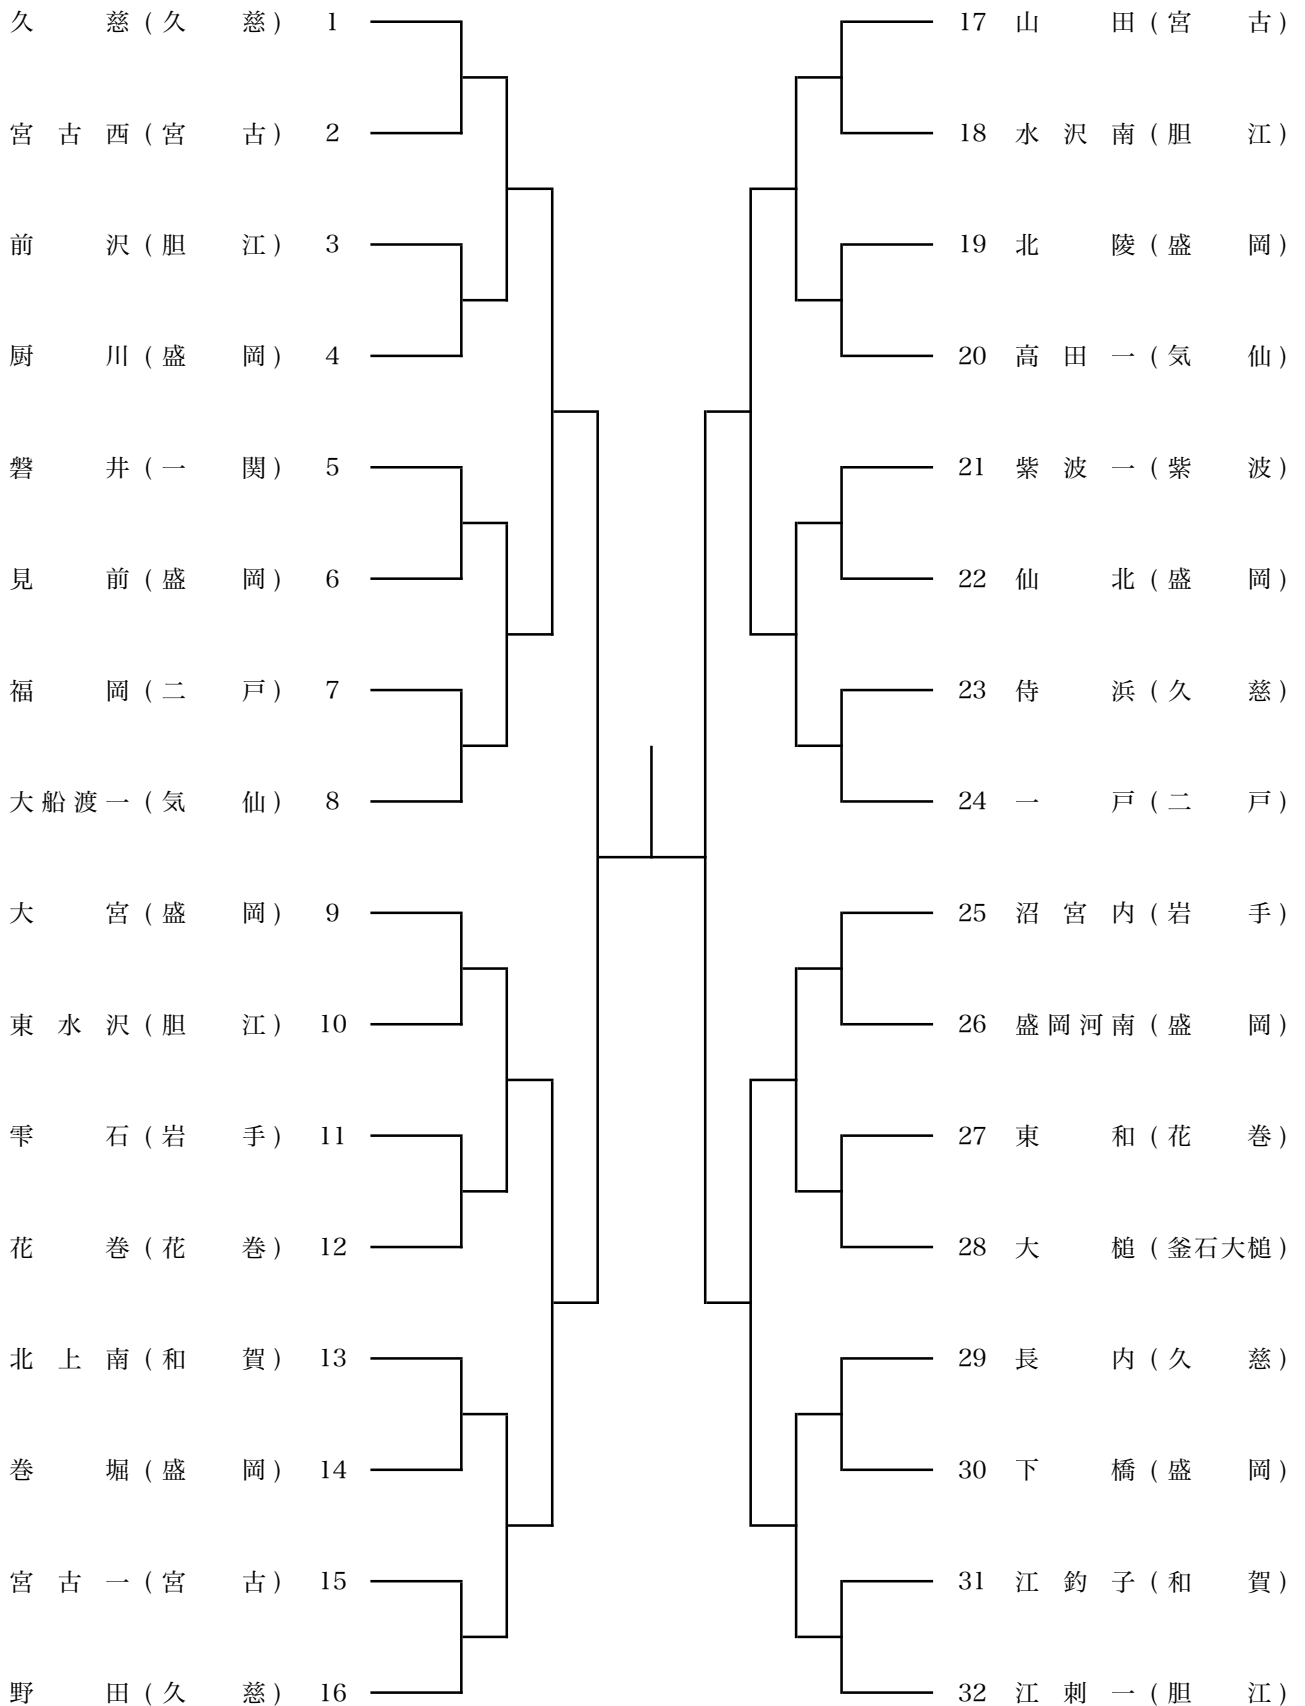 久慈(久慈) 1
宮古西(宮古) 2
前沢(胆江) 3
厨川(盛岡) 4
磐井(一関) 5
見前(盛岡) 6
福岡(二戸) 7
大船渡一(気仙) 8
大宮(盛岡) 9
東水沢(胆江) 10
雫石(岩手) 11
花巻(花巻) 12
北上南(和賀) 13
巻堀(盛岡) 14
宮古一(宮古) 15
野田(久慈) 16
17 山田(宮古)
18 水沢南(胆江)
19 北陵(盛岡)
20 高田一(気仙)
21 紫波一(紫波)
22 仙北(盛岡)
23 侍浜(久慈)
24 一戸(二戸)
25 沼宮内(岩手)
26 盛岡河南(盛岡)
27 東和(花巻)
28 大槌(釜石大槌)
29 長内(久慈)
30 下橋(盛岡)
31 江釣子(和賀)
32 江刺一(胆江)